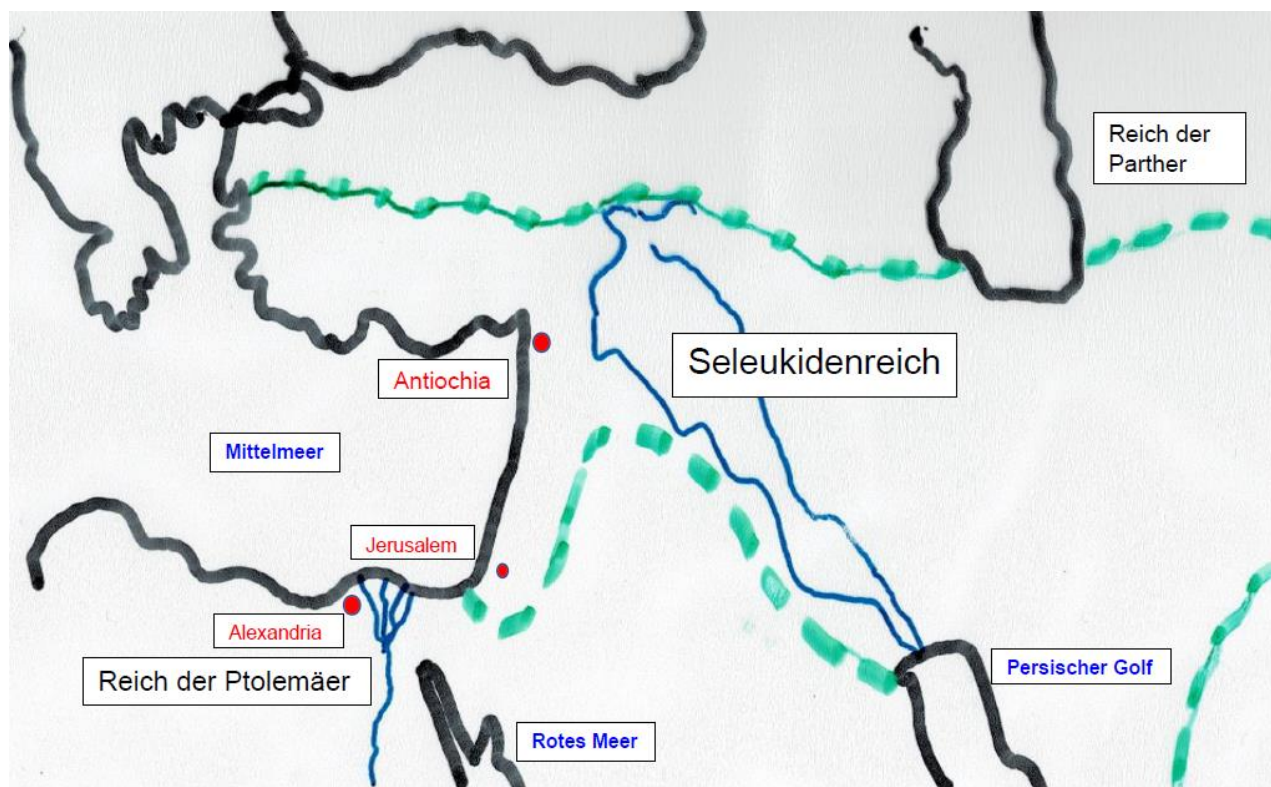 Reich der
Parther
Seleukidenreich
Antiochia
Mittelmeer
Jerusalem
Alexandria
Reich der Ptolemäer
Persischer Golf
Rotes Meer